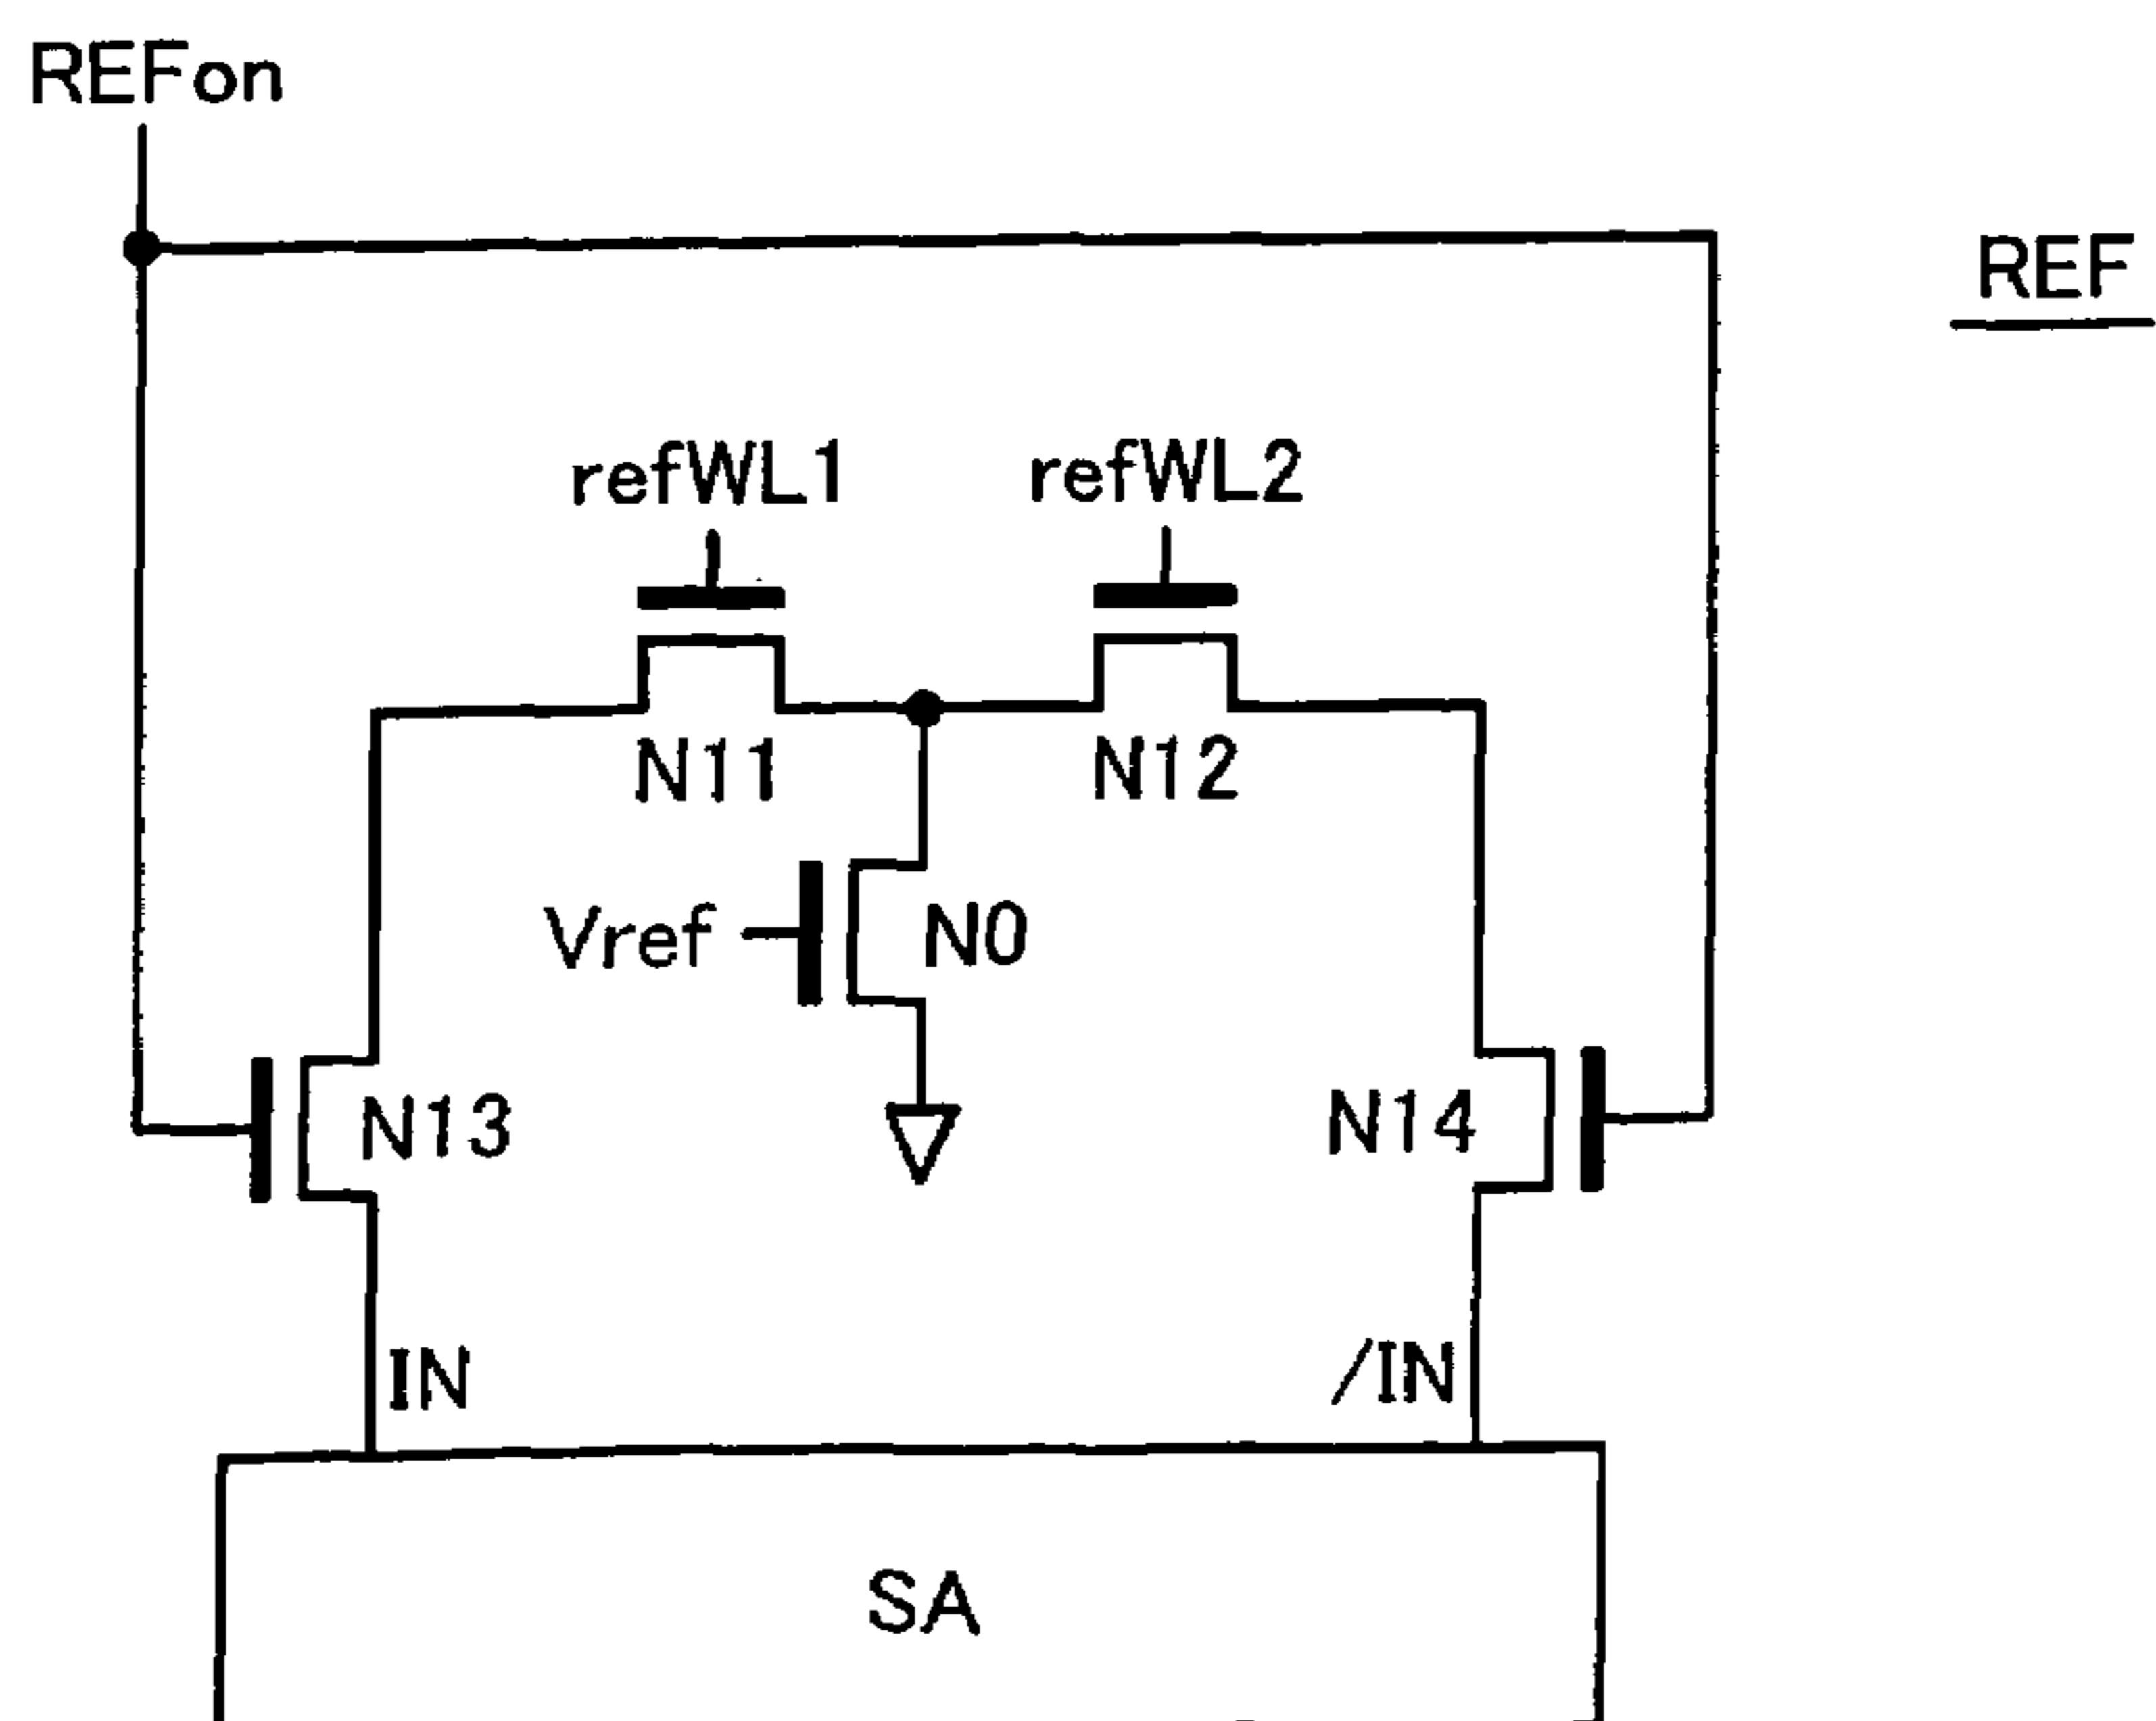 REFon
REF
refWL1
refWL2
N11
N12
Vref
N0
N13
N14
IN
/IN
SA